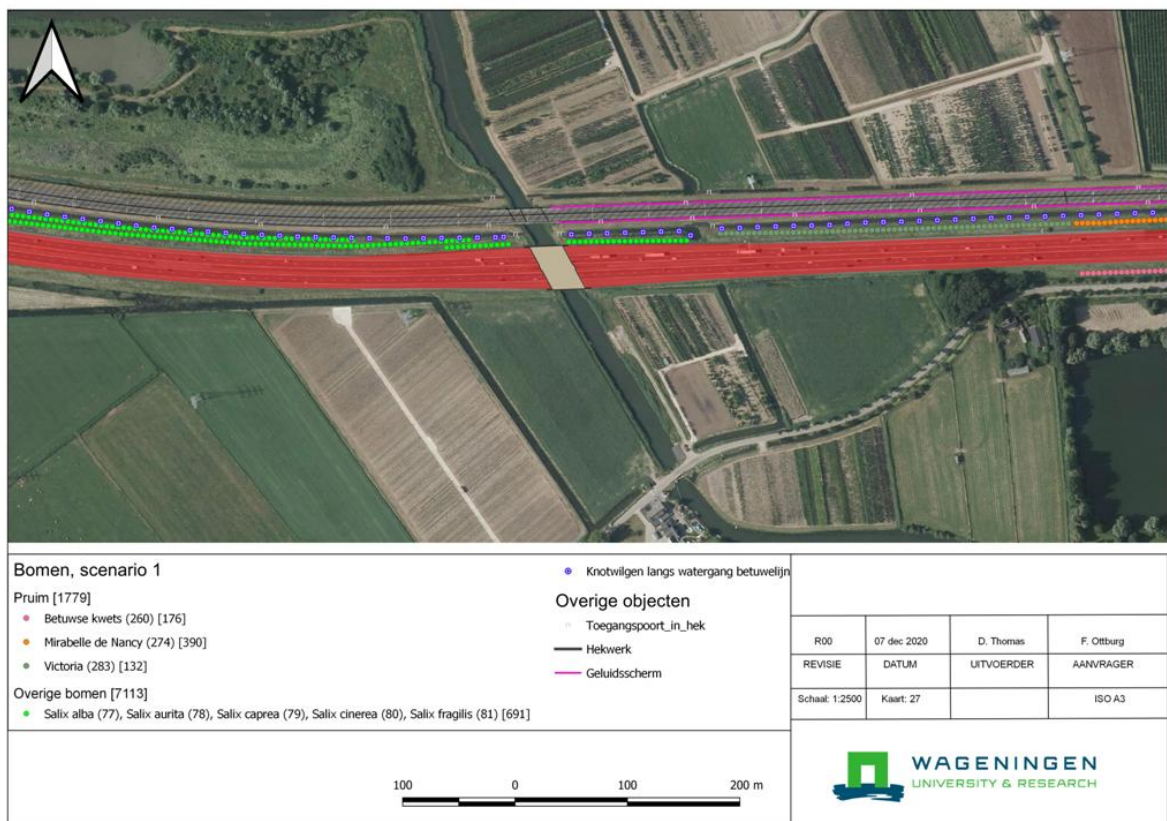 Bomen, scenario 1
Pruim [1779]
Betuwse kwets (260) [176]
Mirabelle de Nancy (274) [390]
Victoria (283) [132]
Overige bomen [7113]
Salix alba (77), Salix aurita (78), Salix caprea (79), Salix cinerea (80), Salix fragilis (81) [691]
Knotwilgen langs watergang betuwelijn
Overige objecten
Toegangspoort_in_hek
Hekwerk
Geluidsscherm
100 0 100 200 m
R00 07 dec 2020 D. Thomas F. Ottburg
REVISIE DATUM UITVOERDER AANVRAGER
Schaal: 1:2500 Kaart: 27 ISO A3
WAGENINGEN
UNIVERSITY & RESEARCH